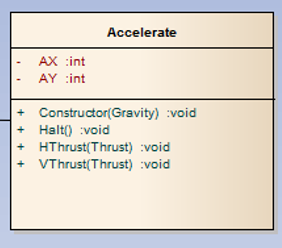 Accelerate
- AX :int
- AY :int
+ Constructor(Gravity) :void
+ Halt() :void
+ HThrust(Thrust) :void
+ VThrust(Thrust) :void